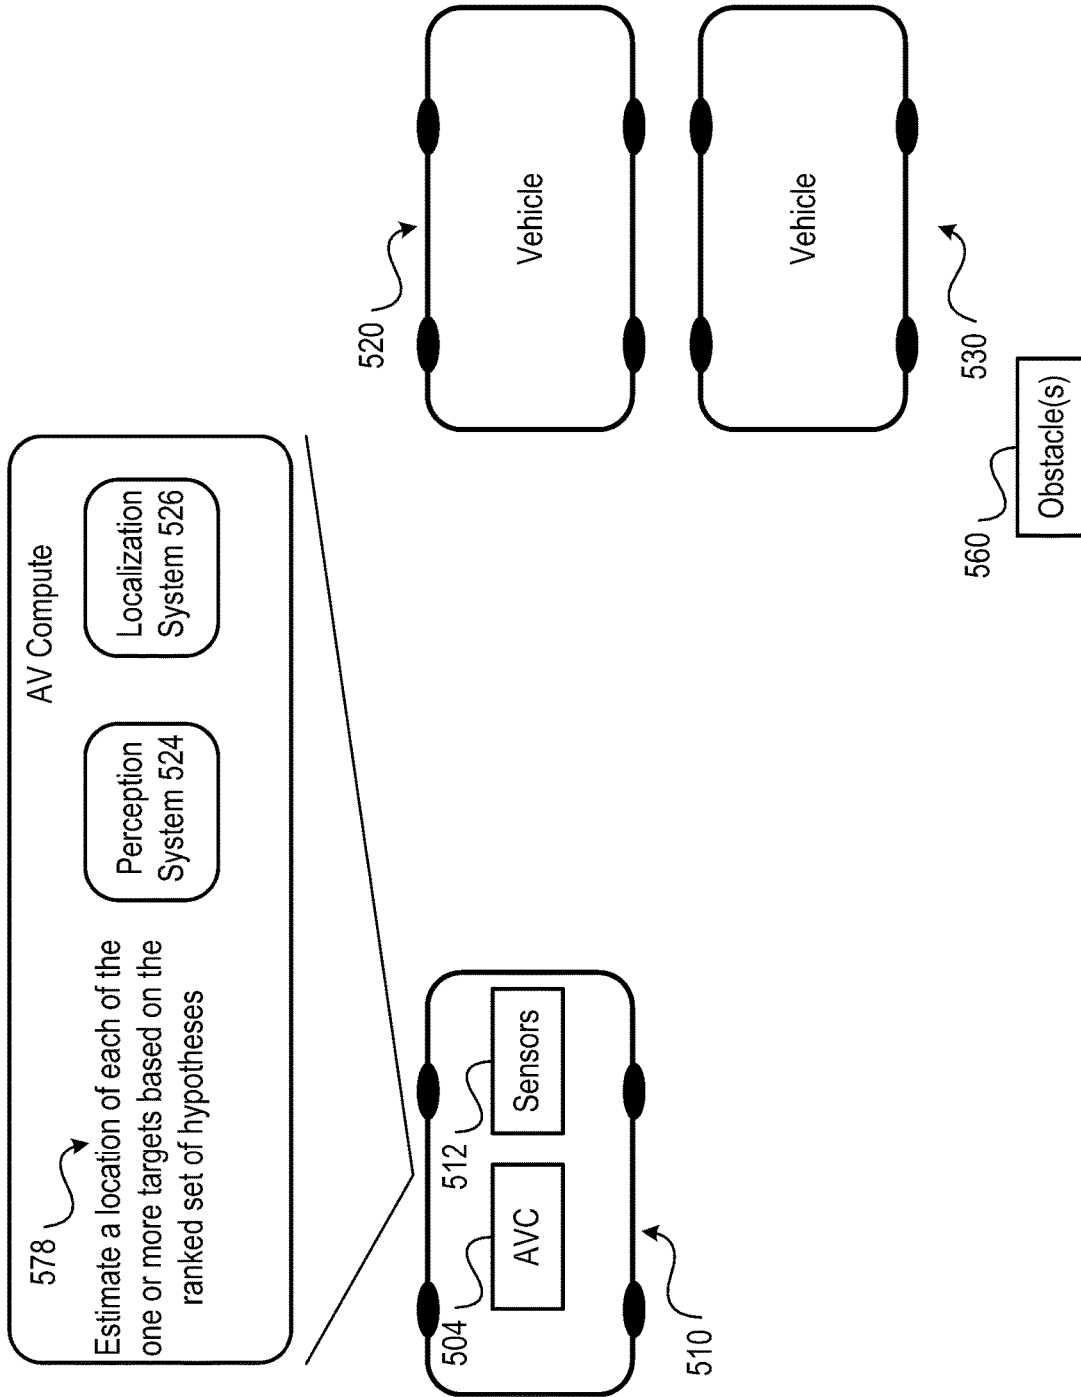 AV Compute
578
Estimate a location of each of the
one or more targets based on the
ranked set of hypotheses
Perception
System 524
Localization
System 526
504
AVC
512
Sensors
510
520
Vehicle
Vehicle
530
560
Obstacle(s)